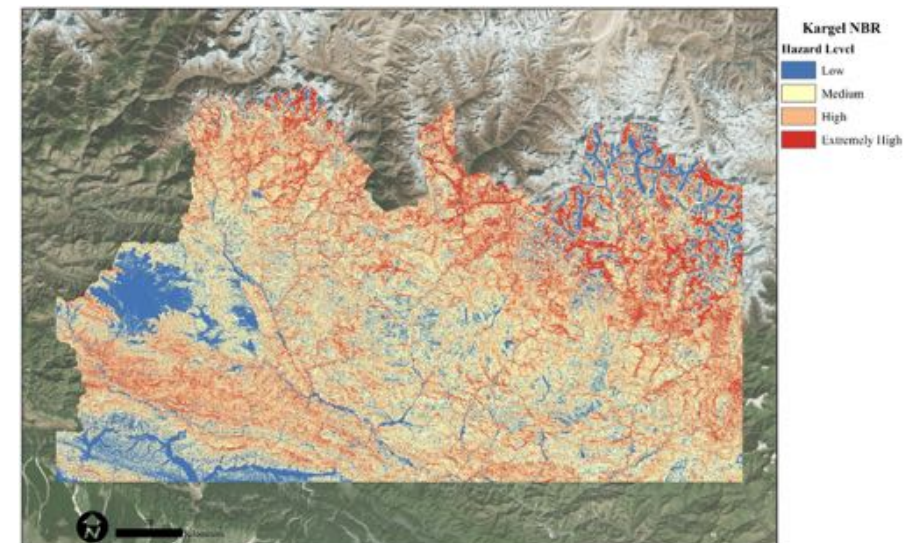 Kargel NBR
Hazard Level
Low
Medium
High
Extremely High
N